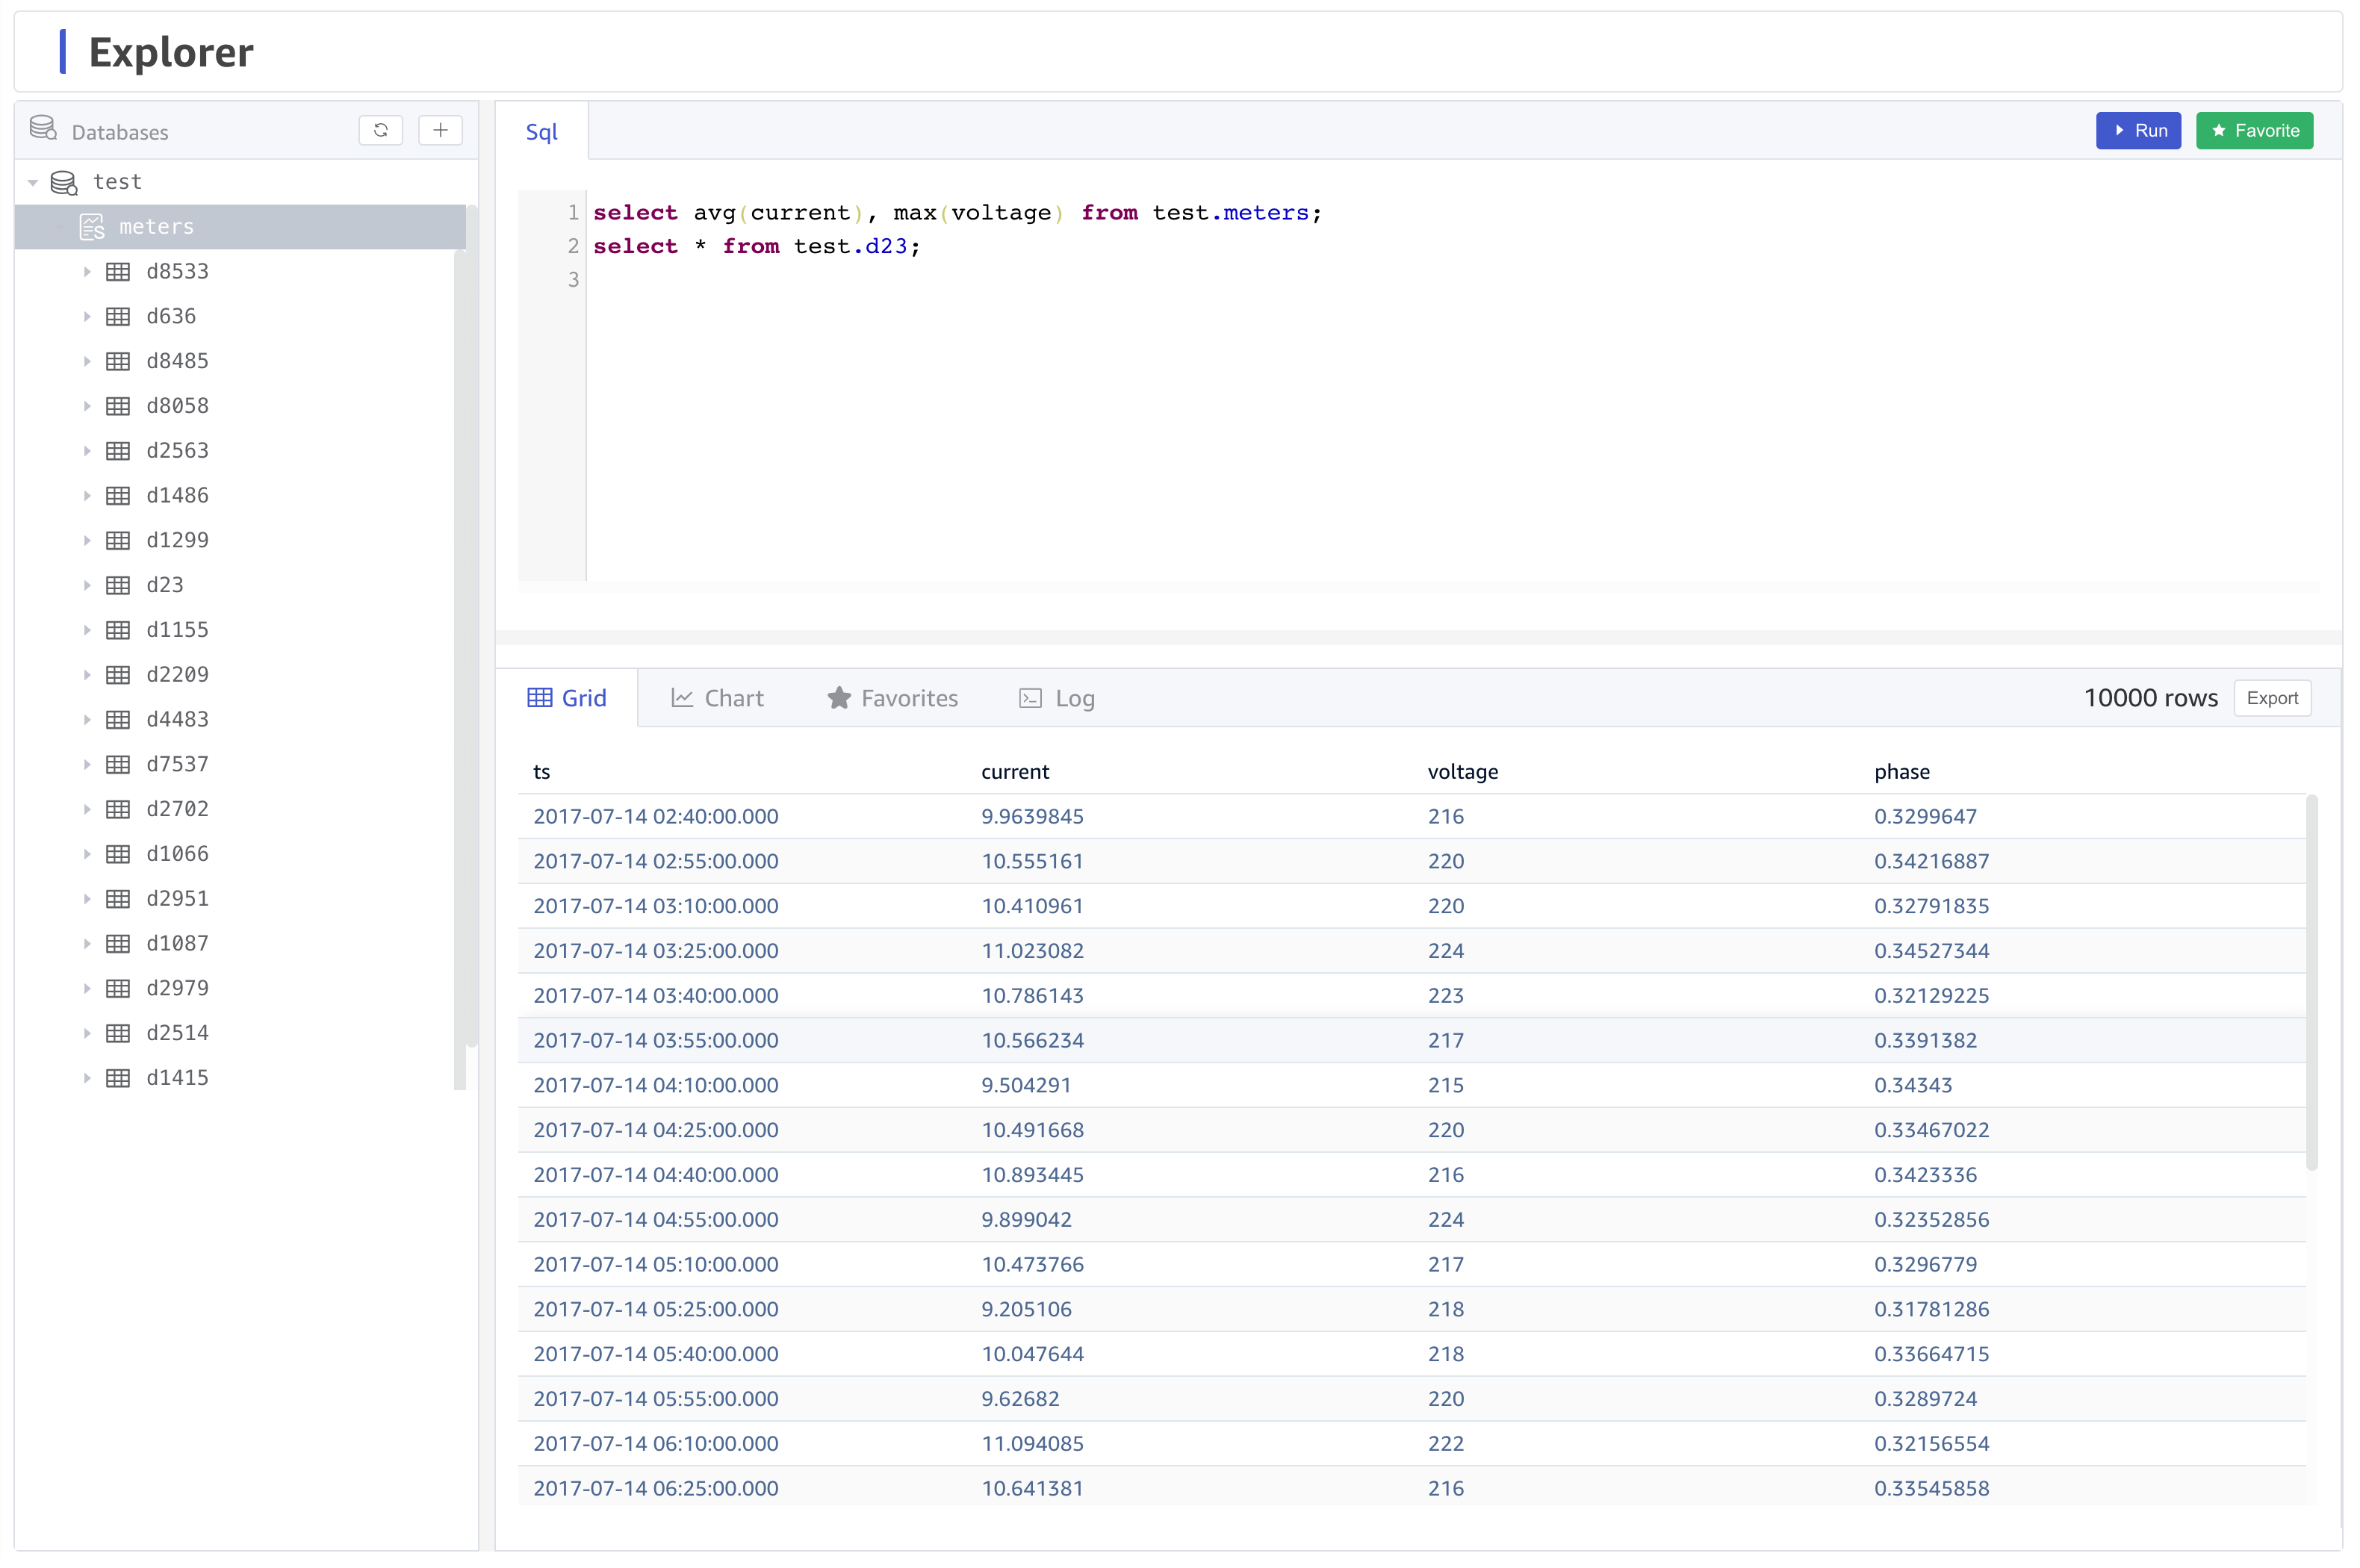 Explorer
Databases
test
meters
d8533
d636
d8485
d8058
d2563
d1486
d1299
d23
d1155
d2209
d4483
d7537
d2702
d1066
d2951
d1087
d2979
d2514
d1415
Sql
Run
Favorite
1 select avg(current), max(voltage) from test.meters;
2 select * from test.d23;
3
Grid Chart Favorites Log 10000 rows Export
ts current voltage phase
2017-07-14 02:40:00.000 9.9639845 216 0.3299647
2017-07-14 02:55:00.000 10.555161 220 0.34216887
2017-07-14 03:10:00.000 10.410961 220 0.32791835
2017-07-14 03:25:00.000 11.023082 224 0.34527344
2017-07-14 03:40:00.000 10.786143 223 0.32129225
2017-07-14 03:55:00.000 10.566234 217 0.3391382
2017-07-14 04:10:00.000 9.504291 215 0.34343
2017-07-14 04:25:00.000 10.491668 220 0.33467022
2017-07-14 04:40:00.000 10.893445 216 0.3423336
2017-07-14 04:55:00.000 9.899042 224 0.32352856
2017-07-14 05:10:00.000 10.473766 217 0.3296779
2017-07-14 05:25:00.000 9.205106 218 0.31781286
2017-07-14 05:40:00.000 10.047644 218 0.33664715
2017-07-14 05:55:00.000 9.62682 220 0.3289724
2017-07-14 06:10:00.000 11.094085 222 0.32156554
2017-07-14 06:25:00.000 10.641381 216 0.33545858